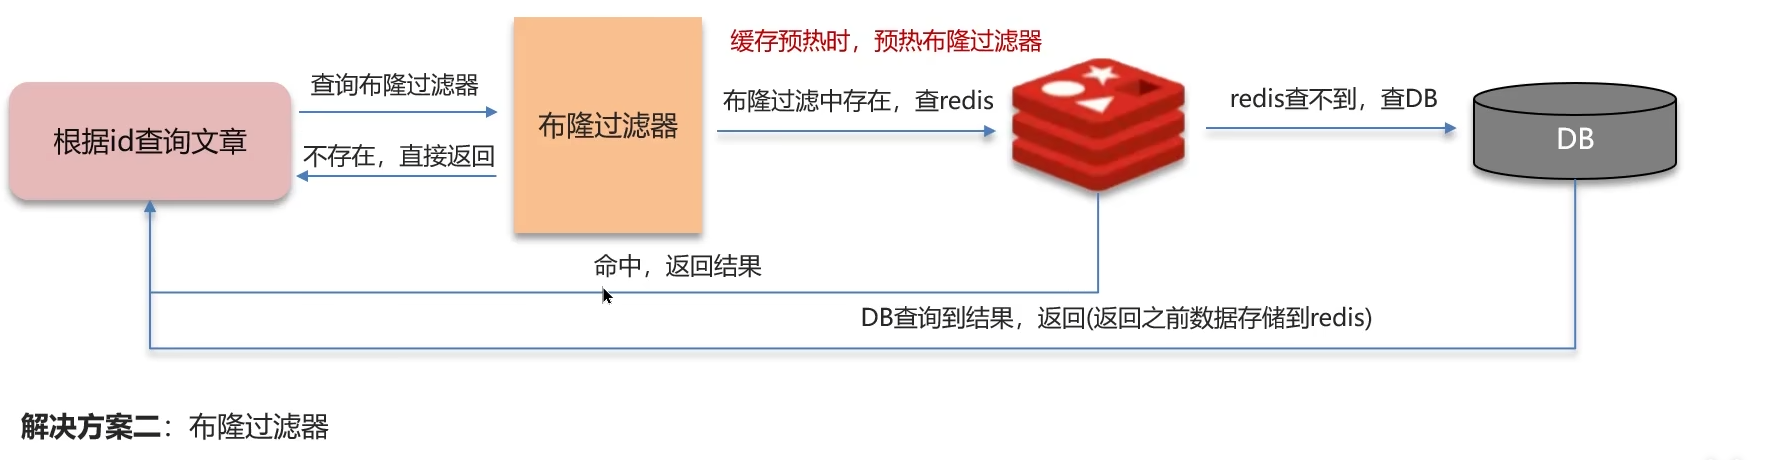 缓存预热时，预热布隆过滤器
查询布隆过滤器
根据id查询文章
不存在，直接返回
布隆过滤器
布隆过滤中存在，查redis
redis查不到，查DB
DB
命中，返回结果
DB查询到结果，返回(返回之前数据存储到redis)
解决方案二：布隆过滤器